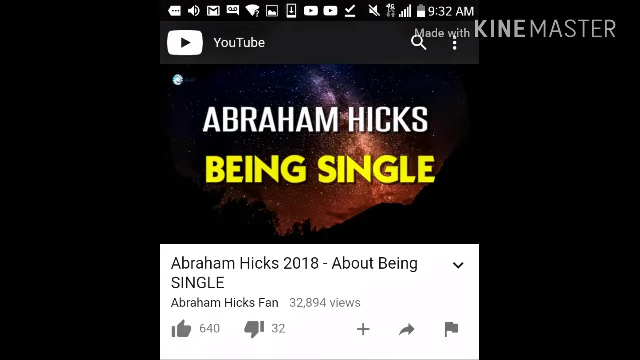 4G 9:32 AM
Made with KINEMASTER
YouTube
ABRAHAM HICKS
BEING SINGLE
Abraham Hicks 2018 - About Being
SINGLE
Abraham Hicks Fan 32,894 views
640 32